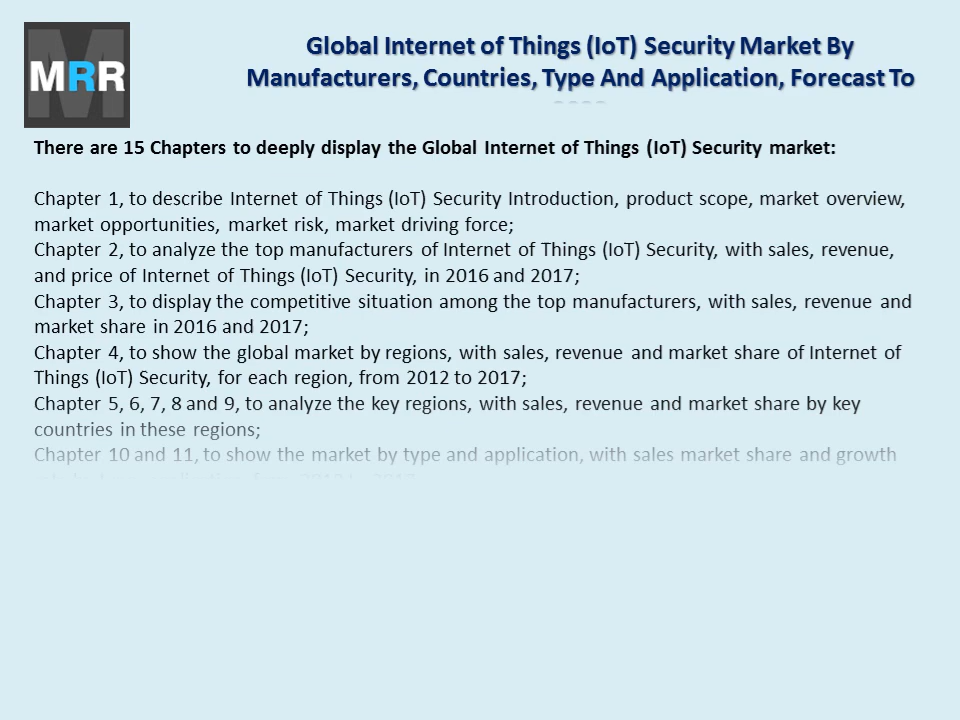 MRR
Global Internet of Things (IoT) Security Market By
Manufacturers, Countries, Type And Application, Forecast To
There are 15 Chapters to deeply display the Global Internet of Things (IoT) Security market:
Chapter 1, to describe Internet of Things (IoT) Security Introduction, product scope, market overview,
market opportunities, market risk, market driving force;
Chapter 2, to analyze the top manufacturers of Internet of Things (IoT) Security, with sales, revenue,
and price of Internet of Things (IoT) Security, in 2016 and 2017;
Chapter 3, to display the competitive situation among the top manufacturers, with sales, revenue and
market share in 2016 and 2017;
Chapter 4, to show the global market by regions, with sales, revenue and market share of Internet of
Things (IoT) Security, for each region, from 2012 to 2017;
Chapter 5, 6, 7, 8 and 9, to analyze the key regions, with sales, revenue and market share by key
countries in these regions;
Chapter 10 and 11, to show the market by type and application, with sales market share and growth